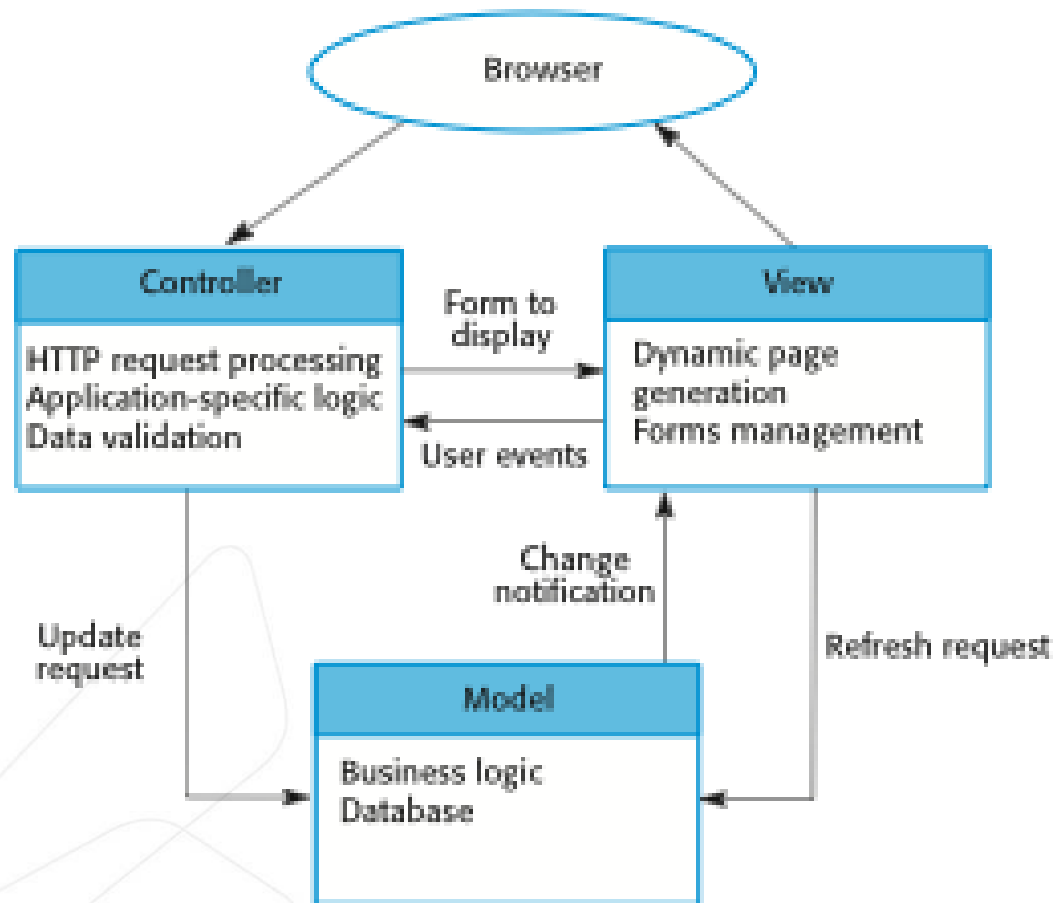 Browser
Controller
HTTP request processing
Application-specific logic
Data validation
Form to
display
User events
View
Dynamic page
generation
Forms management
Update
request
Change
notification
Refresh request
Model
Business logic
Database